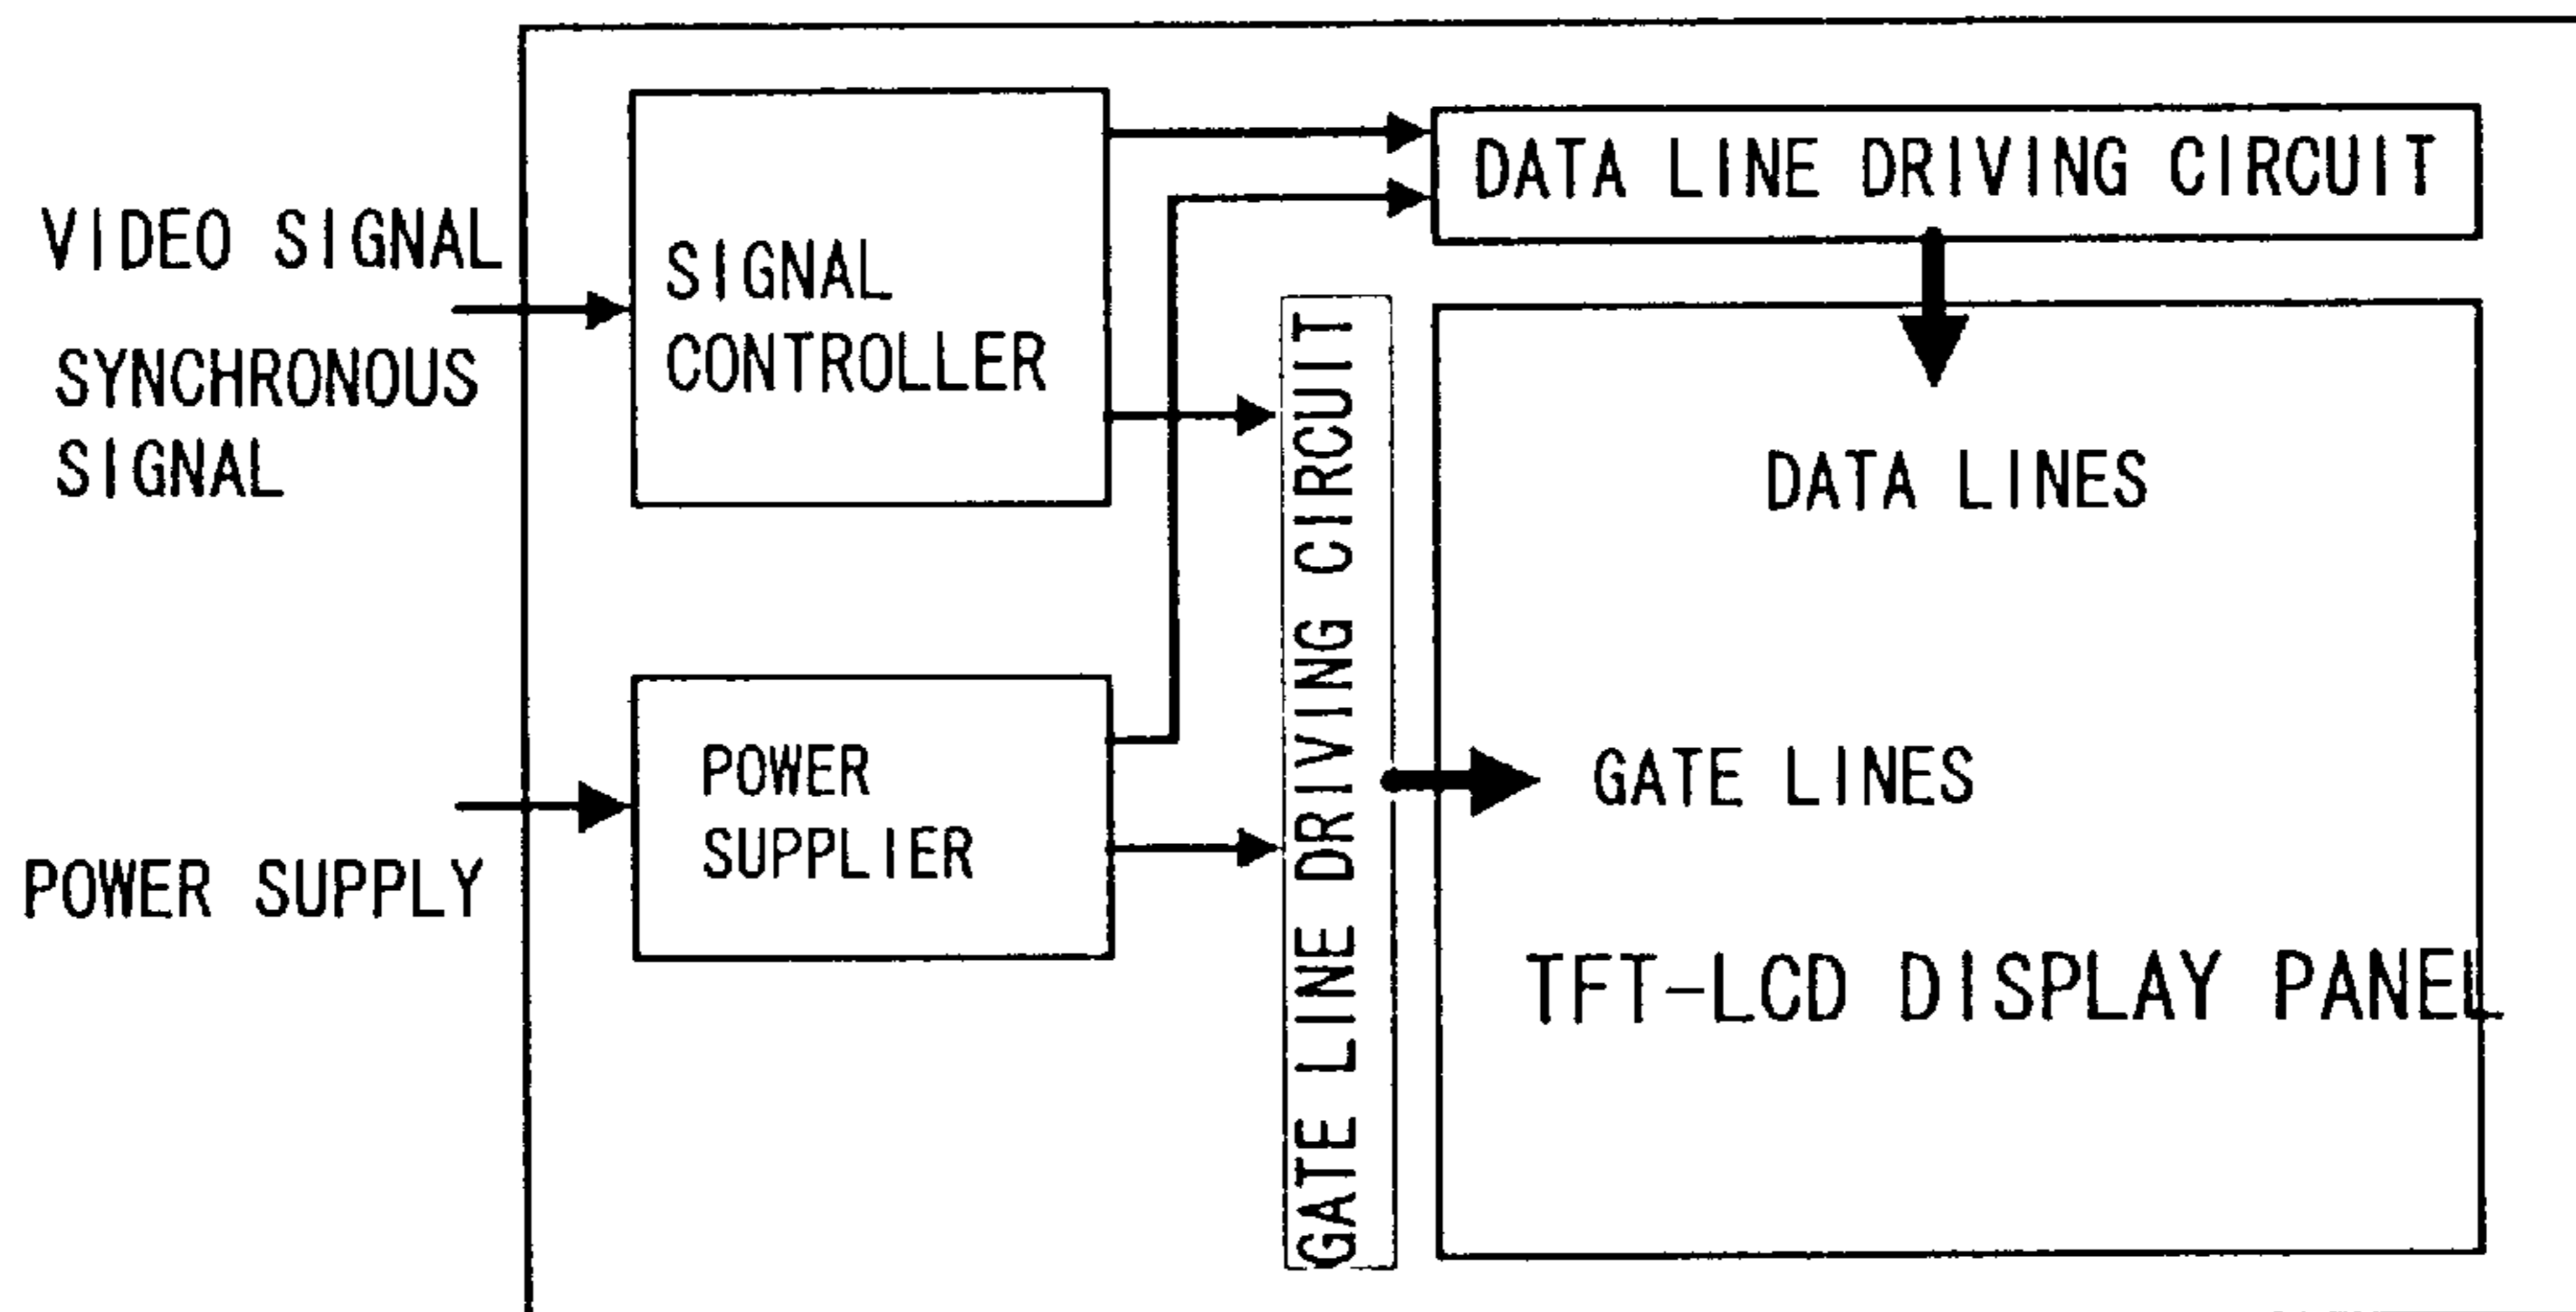 VIDEO SIGNAL
SYNCHRONOUS
SIGNAL
POWER SUPPLY
SIGNAL
CONTROLLER
POWER
SUPPLIER
GATE LINE DRIVING CIRCUIT
DATA LINE DRIVING CIRCUIT
DATA LINES
GATE LINES
TFT-LCD DISPLAY PANEL